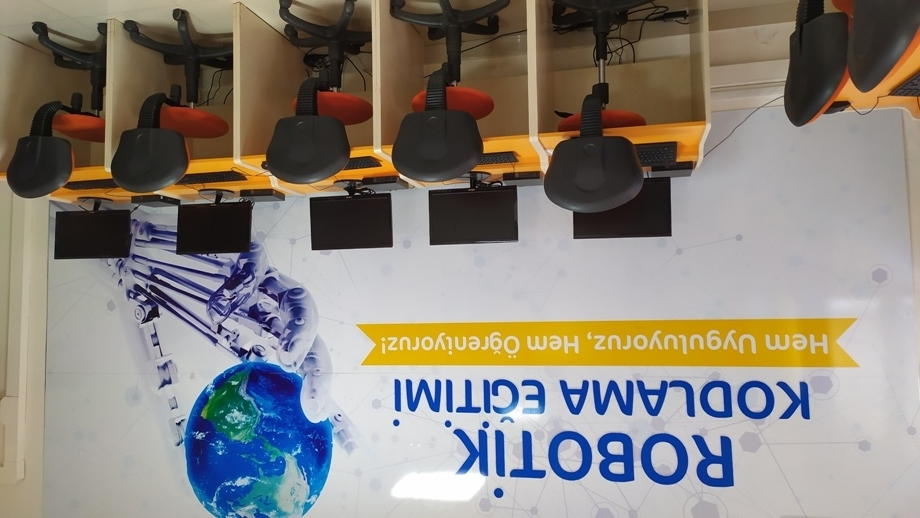 ROBOTİK
KODLAMA EĞİTİMİ
Hem Uyguluyoruz, Hem Öğreniyoruz!